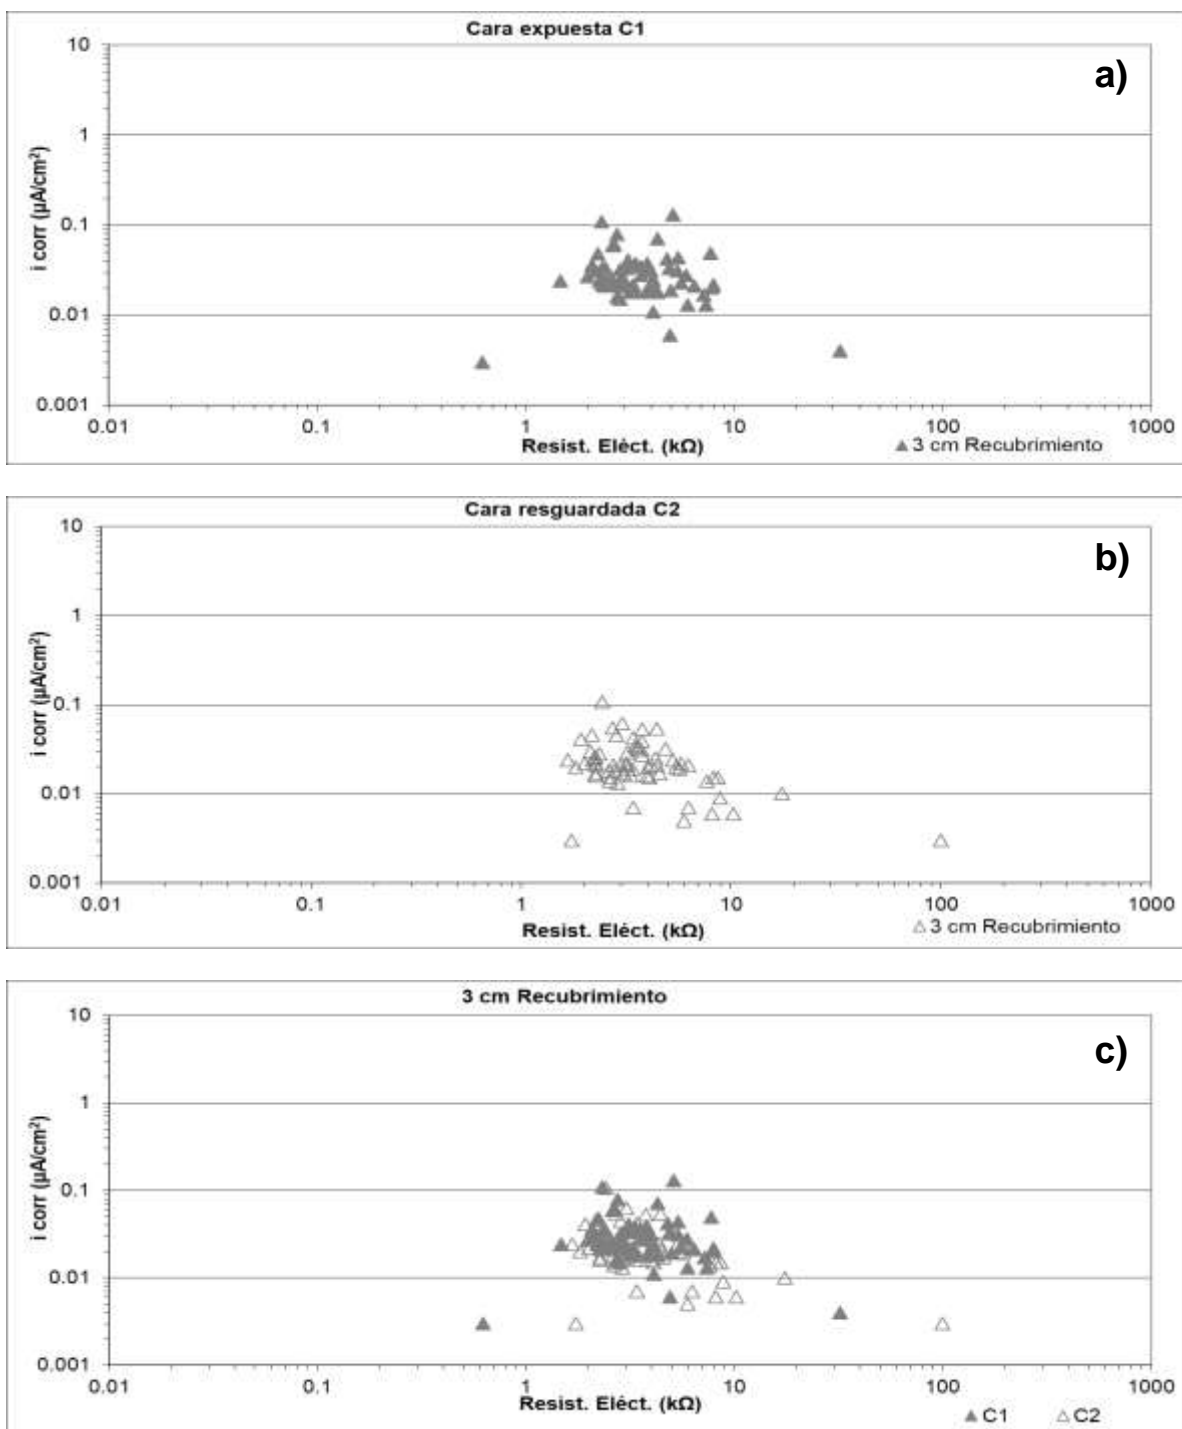 Cara expuesta C1
a)
10
1
0.1
0.01
0.001
i corr (µA/cm²)
0.01 0.1 1 10 100 1000
Resist. Eléct. (kΩ)
3 cm Recubrimiento
Cara resguardada C2
b)
10
1
0.1
0.01
0.001
i corr (µA/cm²)
0.01 0.1 1 10 100 1000
Resist. Eléct. (kΩ)
3 cm Recubrimiento
3 cm Recubrimiento
c)
10
1
0.1
0.01
0.001
i corr (µA/cm²)
0.01 0.1 1 10 100 1000
Resist. Eléct. (kΩ)
C1 C2